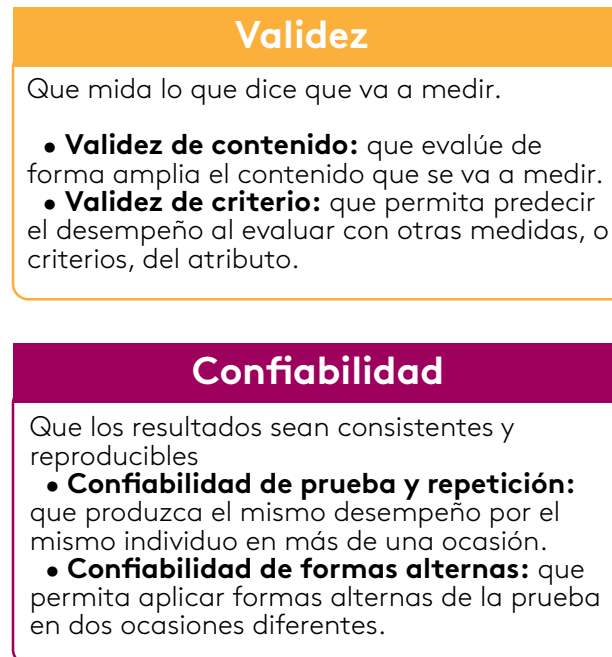 Validez
Que mida lo que dice que va a medir.
• Validez de contenido: que evalúe de
forma amplia el contenido que se va a medir.
• Validez de criterio: que permita predecir
el desempeño al evaluar con otras medidas, o
criterios, del atributo.
Confiabilidad
Que los resultados sean consistentes y
reproducibles
• Confiabilidad de prueba y repetición:
que produzca el mismo desempeño por el
mismo individuo en más de una ocasión.
• Confiabilidad de formas alternas: que
permita aplicar formas alternas de la prueba
en dos ocasiones diferentes.